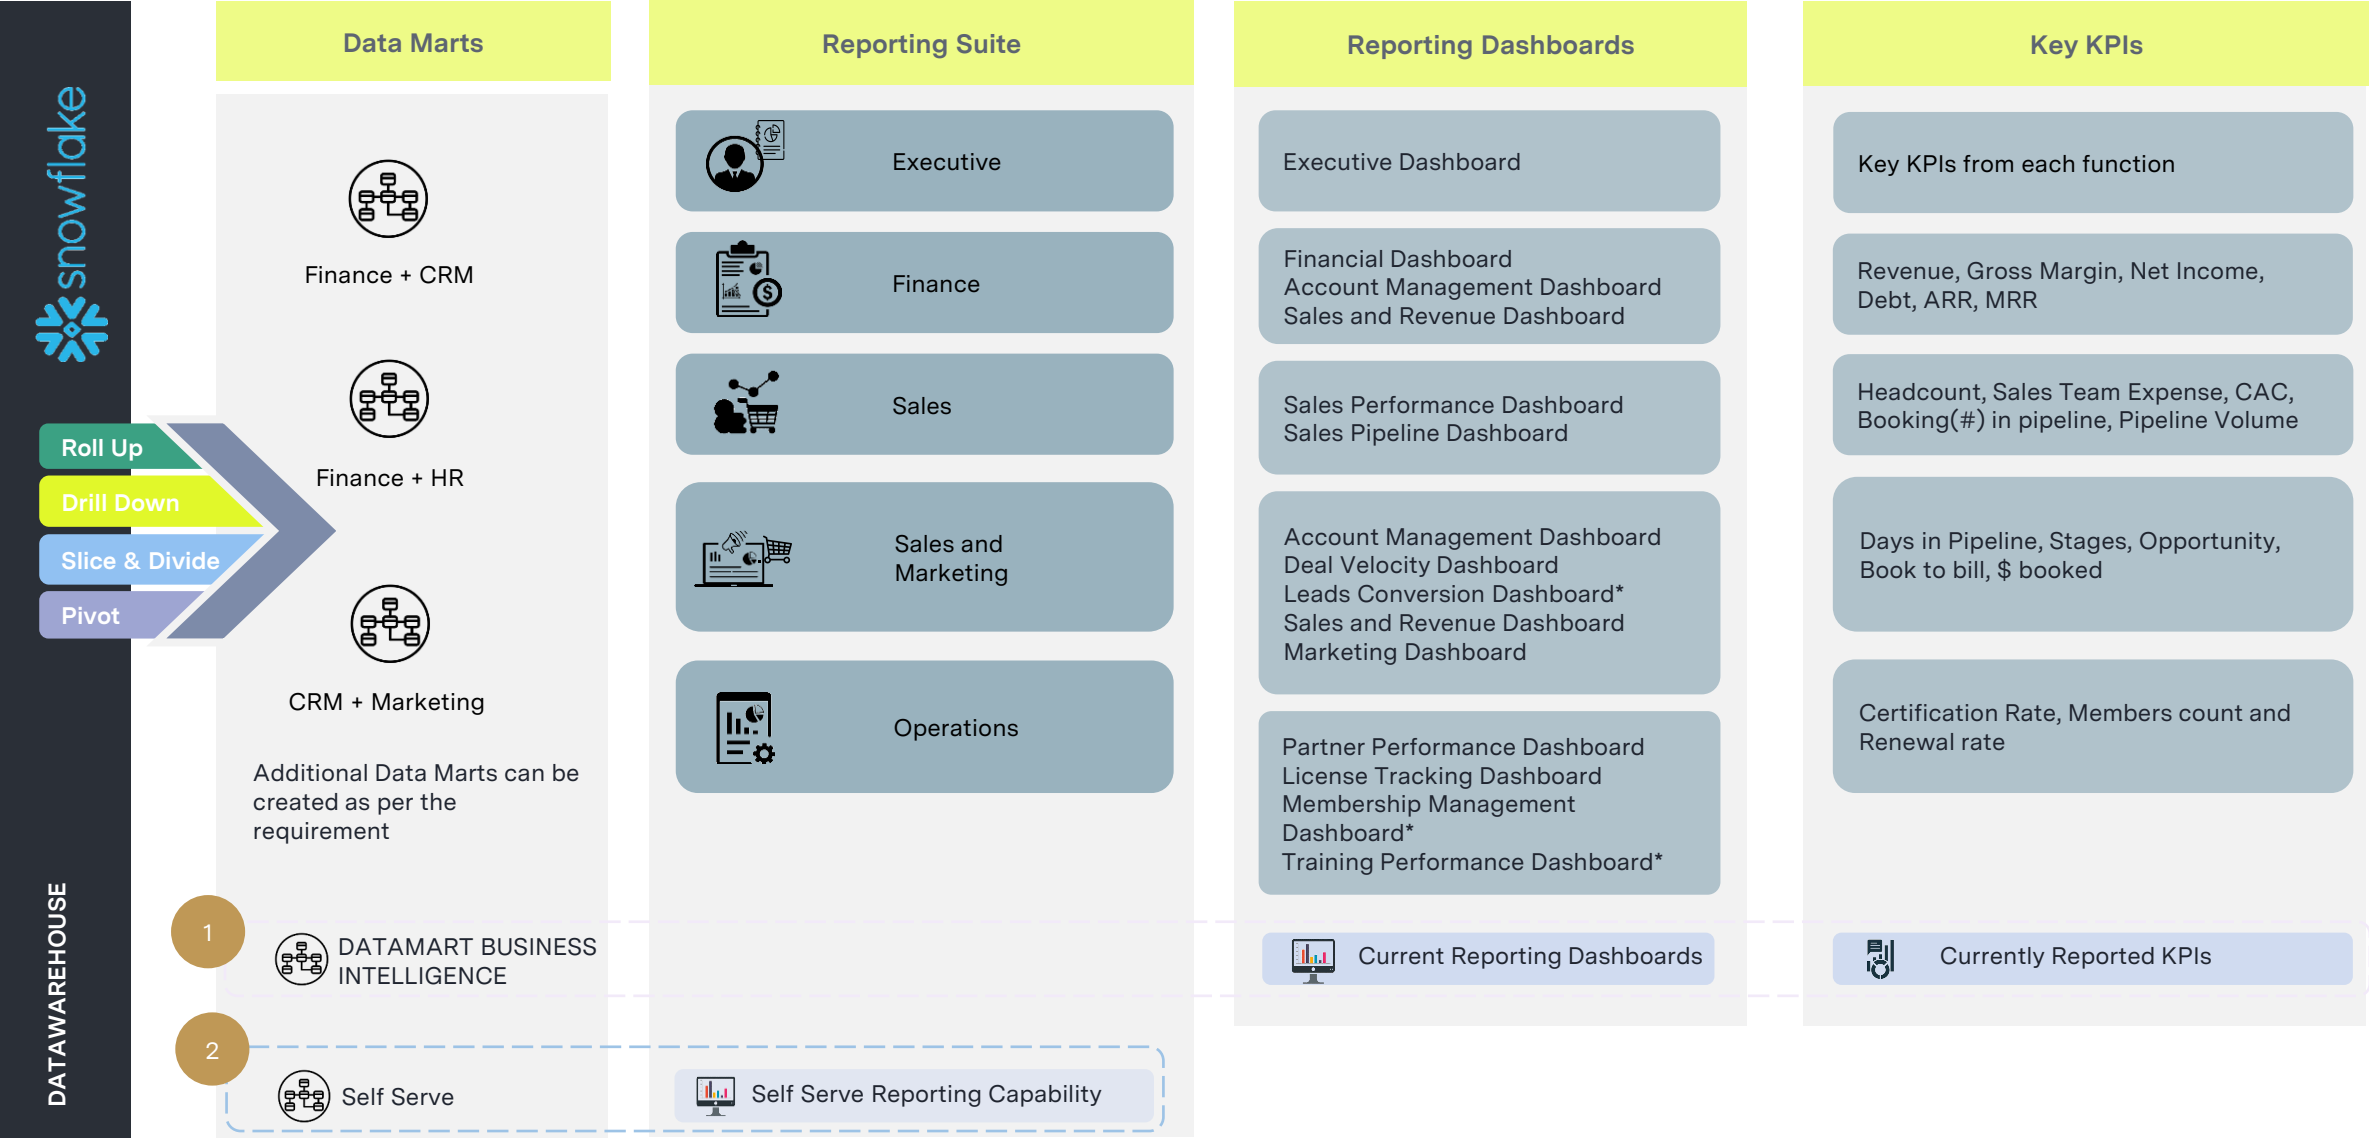 snowflake
DATAWAREHOUSE
Roll Up
Drill Down
Slice & Divide
Pivot
Data Marts
Finance + CRM
Finance + HR
CRM + Marketing
Additional Data Marts can be
created as per the
requirement
Reporting Suite
Executive
Finance
Sales
Sales and
Marketing
Operations
Reporting Dashboards
Executive Dashboard
Financial Dashboard
Account Management Dashboard
Sales and Revenue Dashboard
Sales Performance Dashboard
Sales Pipeline Dashboard
Account Management Dashboard
Deal Velocity Dashboard
Leads Conversion Dashboard*
Sales and Revenue Dashboard
Marketing Dashboard
Partner Performance Dashboard
License Tracking Dashboard
Membership Management
Dashboard*
Training Performance Dashboard*
Key KPIs
Key KPIs from each function
Revenue, Gross Margin, Net Income,
Debt, ARR, MRR
Headcount, Sales Team Expense, CAC,
Booking(#) in pipeline, Pipeline Volume
Days in Pipeline, Stages, Opportunity,
Book to bill, $ booked
Certification Rate, Members count and
Renewal rate
1
DATAMART BUSINESS
INTELLIGENCE
Current Reporting Dashboards
Currently Reported KPIs
2
Self Serve
Self Serve Reporting Capability